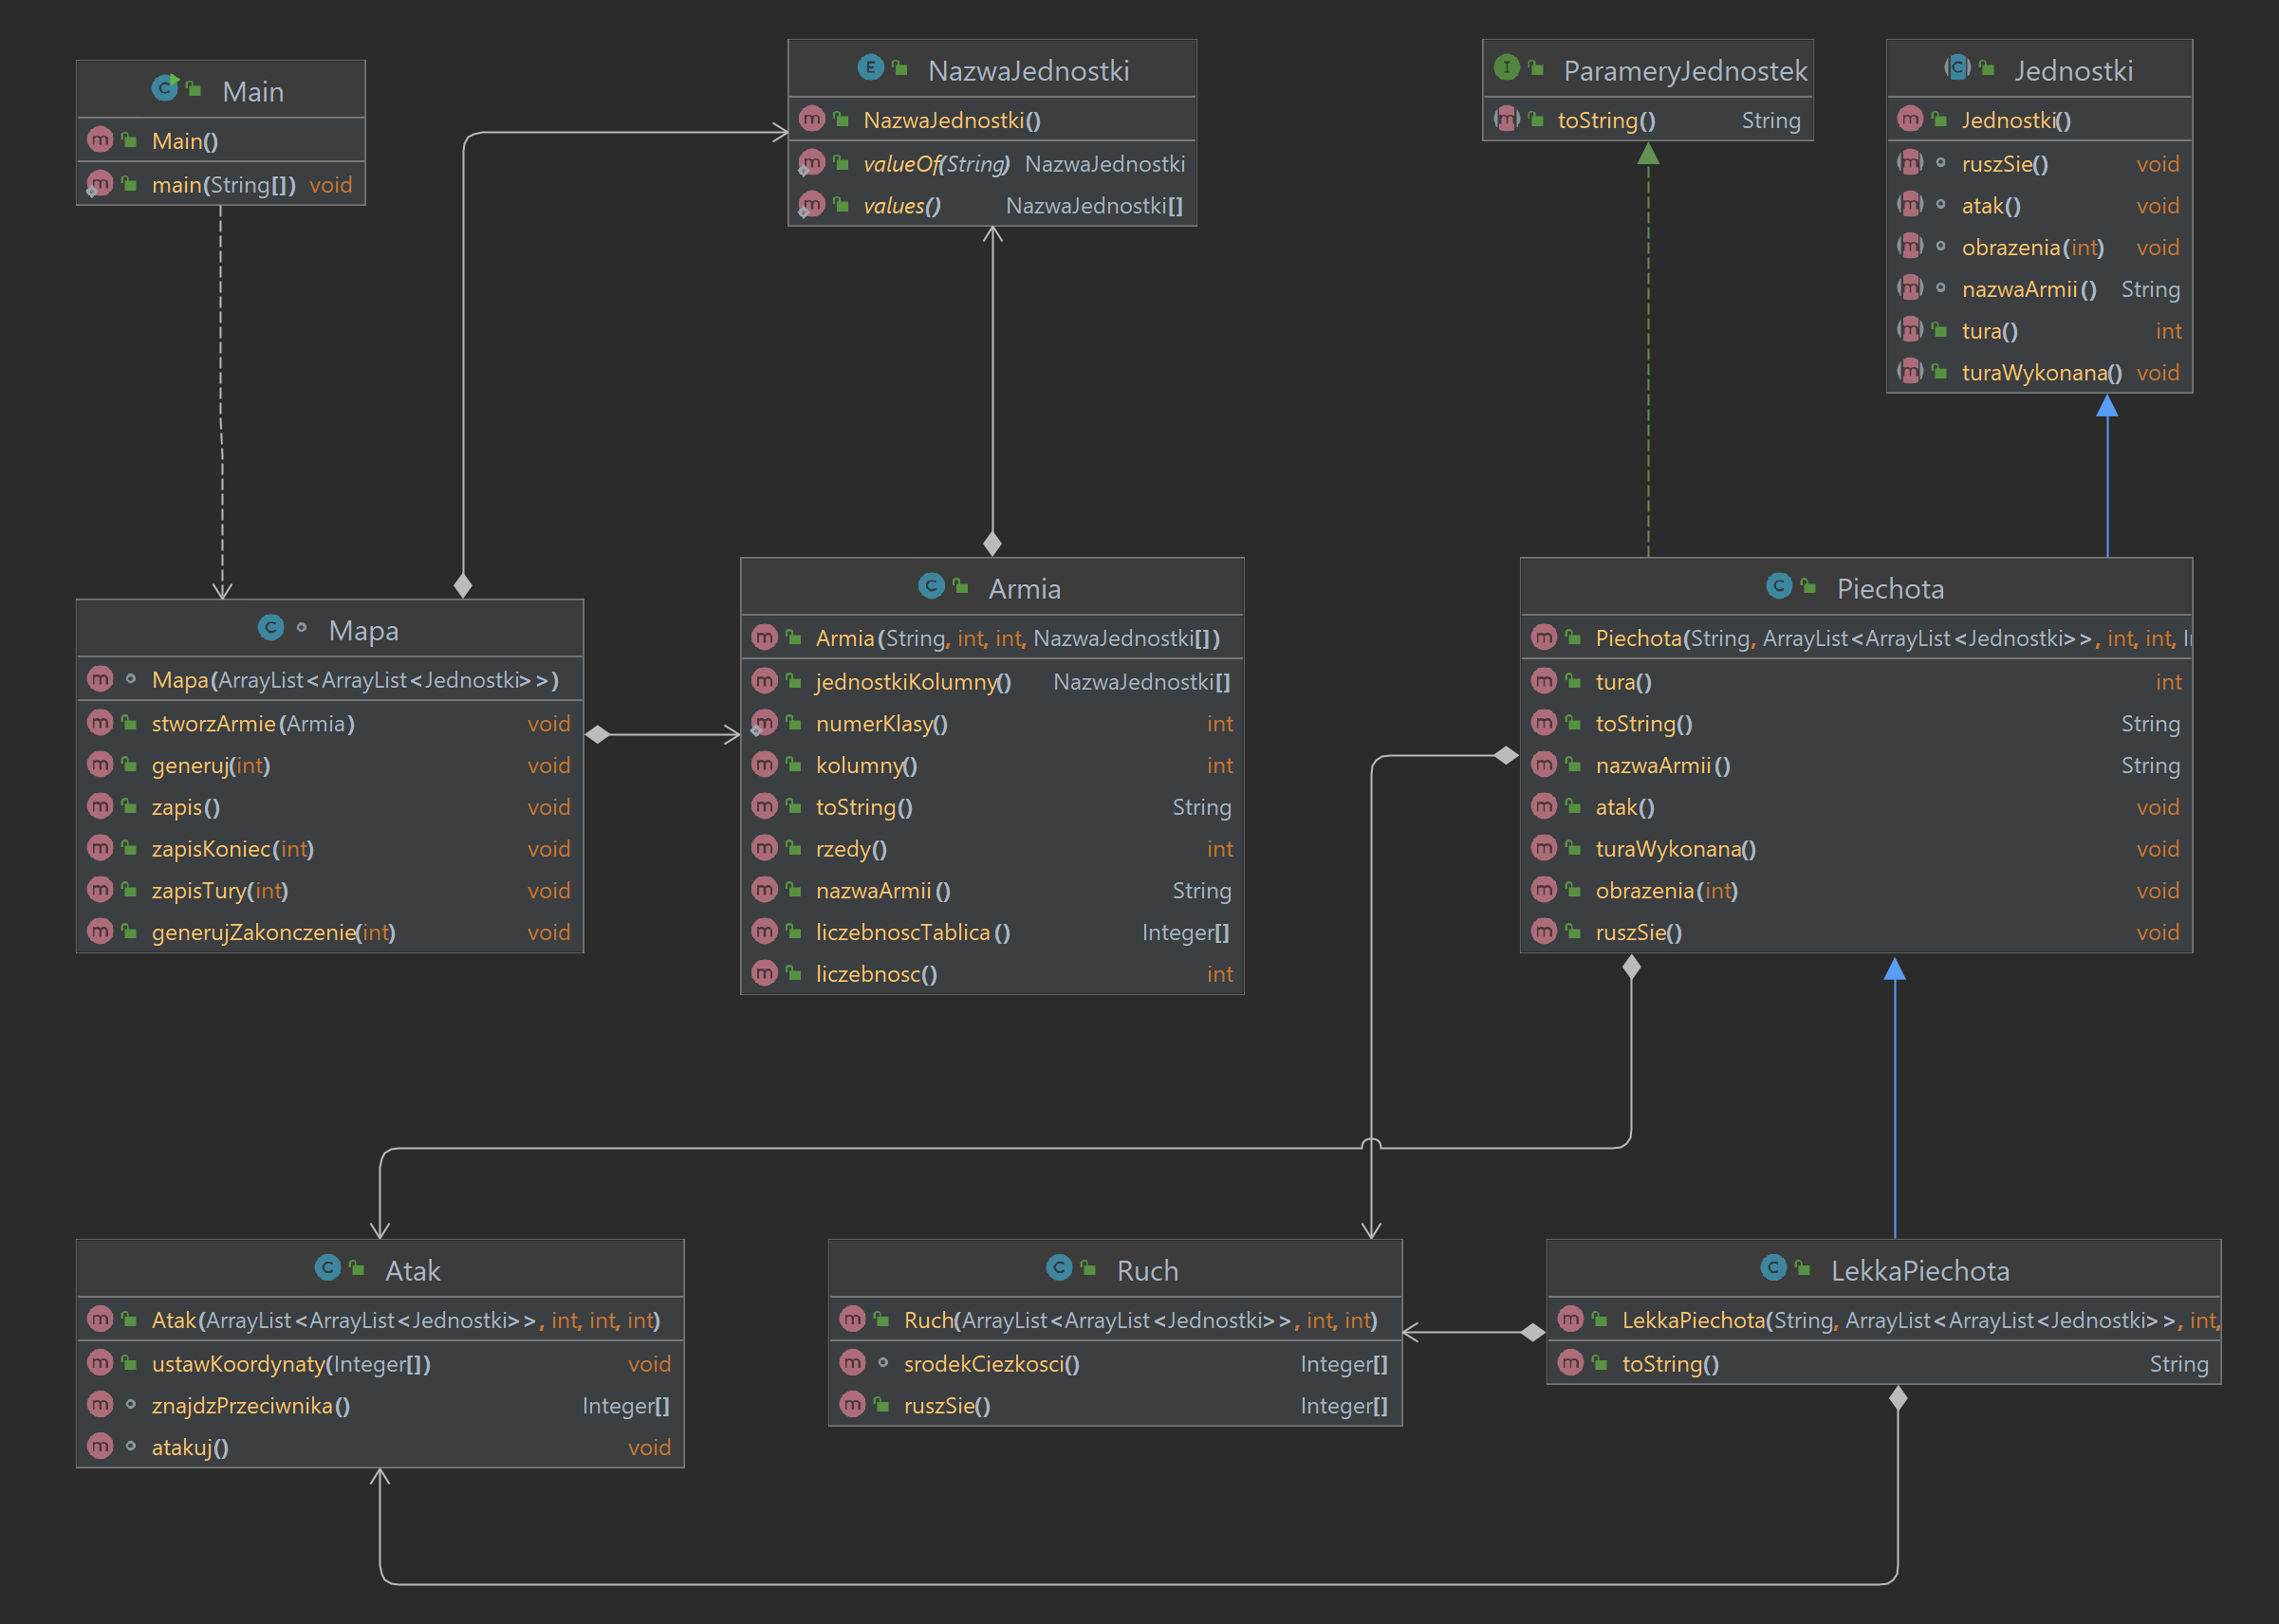 Main
Main()
main(String[]) void
NazwaJednostki
NazwaJednostki()
valueOf(String) NazwaJednostki
values() NazwaJednostki[]
ParameryJednostek
toString() String
Jednostki
Jednostki()
ruszSie() void
atak() void
obrazenia(int) void
nazwaArmii() String
tura() int
turaWykonana() void
Mapa
Mapa(ArrayList<ArrayList<Jednostki>>)
stworzArmie(Armia) void
generuj(int) void
zapis() void
zapisKoniec(int) void
zapisTury(int) void
generujZakonczenie(int) void
Armia
Armia(String, int, int, NazwaJednostki[])
jednostkiKolumny() NazwaJednostki[]
numerKlasy() int
kolumny() int
toString() String
rzedy() int
nazwaArmii() String
liczebnoscTablica() Integer[]
liczebnosc() int
Piechota
Piechota(String, ArrayList<ArrayList<Jednostki>>, int, int,
tura() int
toString() String
nazwaArmii() String
atak() void
turaWykonana() void
obrazenia(int) void
ruszSie() void
Atak
Atak(ArrayList<ArrayList<Jednostki>>, int, int, int)
ustawKoordynaty(Integer[]) void
znajdzPrzeciwnika() Integer[]
atakuj() void
Ruch
Ruch(ArrayList<ArrayList<Jednostki>>, int, int)
srodekCiezkosci() Integer[]
ruszSie() Integer[]
LekkaPiechota
LekkaPiechota(String, ArrayList<ArrayList<Jednostki>>, int,
toString() String